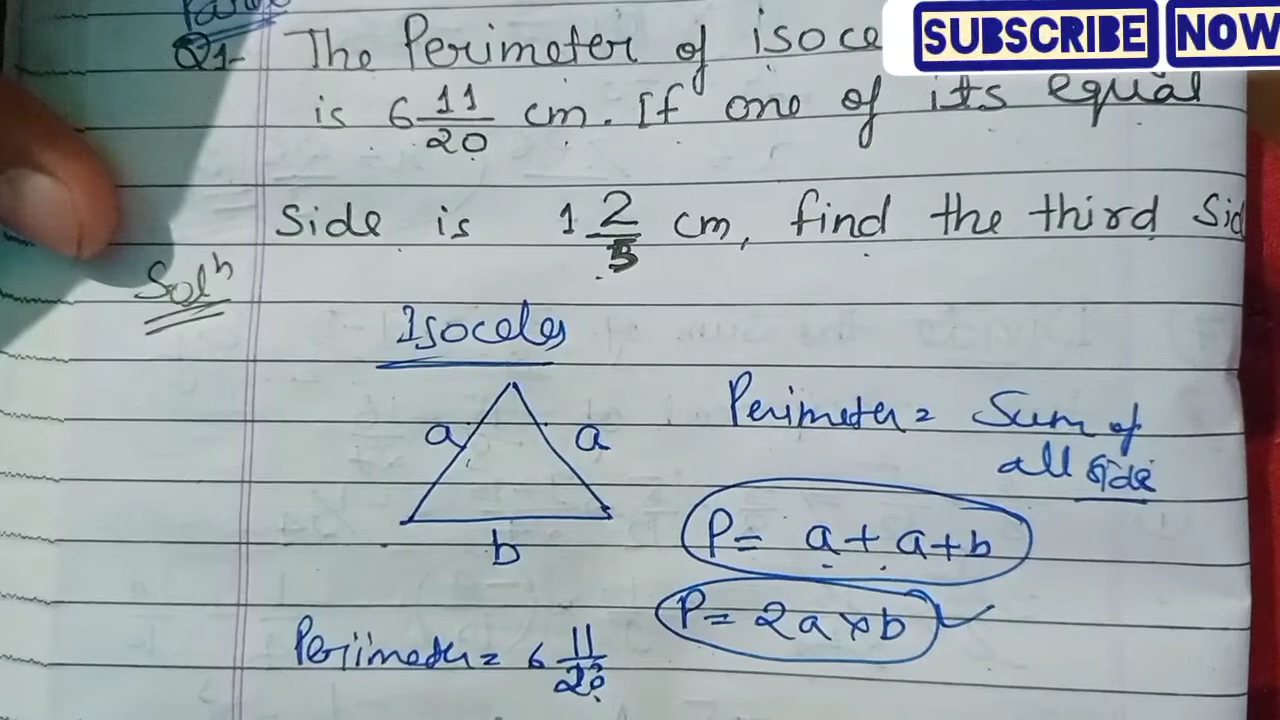 Q1- The Perimeter of isoce
SUBSCRIBE NOW
is 6 11/20 cm. If one of its equal
Side is 1 2/5 cm, find the third Sid
Solⁿ
Isoceles
a a
b
Perimeter = Sum of
all side
P= a+a+b
P= 2a+b
Perimeter = 6 11/20